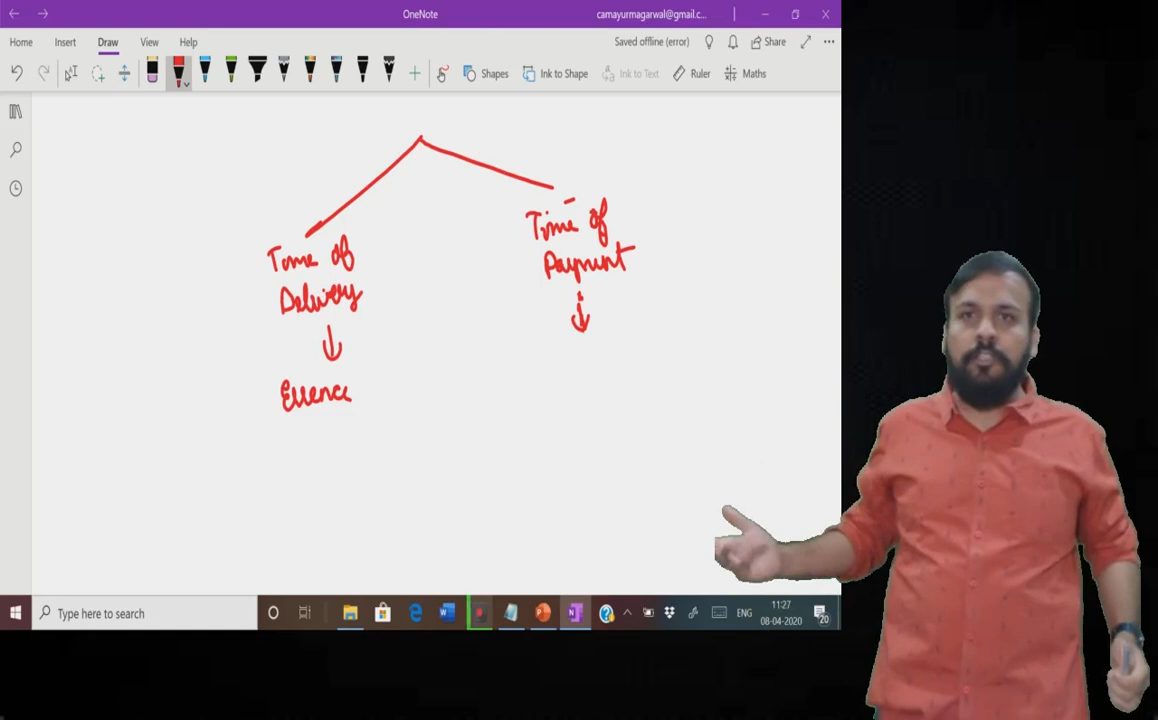 OneNote
camayurmagarwal@gmail.c...
Home Insert Draw View Help
Saved offline (error) Share
Shapes Ink to Shape Ink to Text Ruler Maths
Time of
Delivery
Essence
Time of
Payment
Type here to search
ENG
11:27
08-04-2020
20